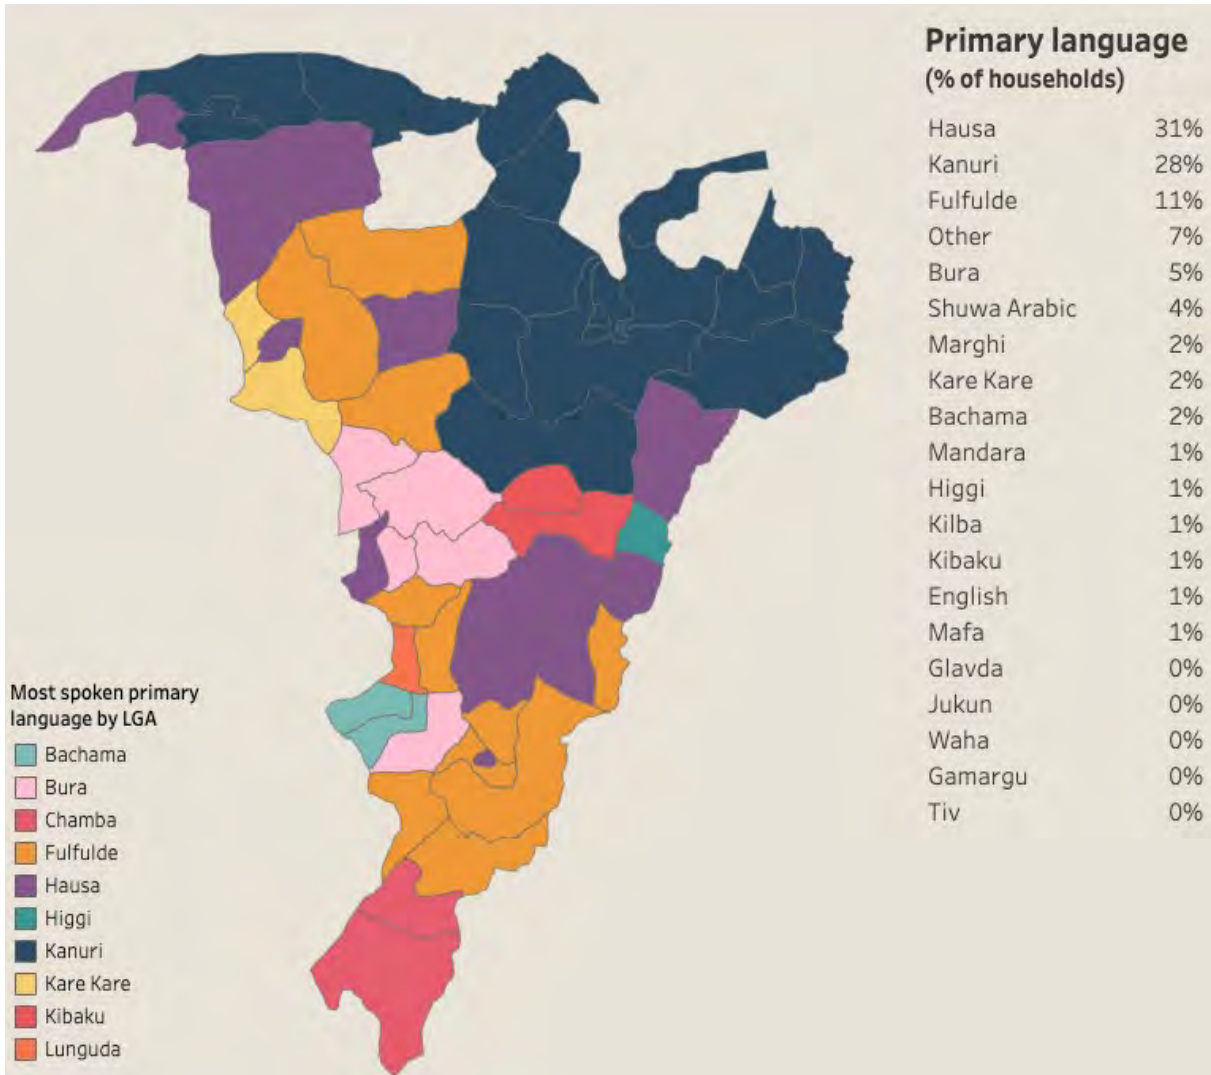 Primary language
(% of households)
Hausa 31%
Kanuri 28%
Fulfulde 11%
Other 7%
Bura 5%
Shuwa Arabic 4%
Marghi 2%
Kare Kare 2%
Bachama 2%
Mandara 1%
Higgi 1%
Kilba 1%
Kibaku 1%
English 1%
Mafa 1%
Glavda 0%
Jukun 0%
Waha 0%
Gamargu 0%
Tiv 0%
Most spoken primary
language by LGA
Bachama
Bura
Chamba
Fulfulde
Hausa
Higgi
Kanuri
Kare Kare
Kibaku
Lunguda